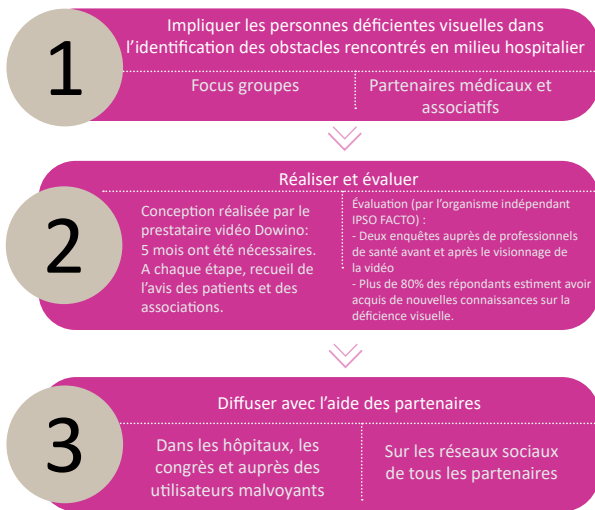 1
Impliquer les personnes déficientes visuelles dans
l'identification des obstacles rencontrés en milieu hospitalier
Focus groupes
Partenaires médicaux et
associatifs
2
Réaliser et évaluer
Conception réalisée par le
prestataire vidéo Dowino:
5 mois ont été nécessaires.
A chaque étape, recueil de
l'avis des patients et des
associations.
Évaluation (par l'organisme indépendant
IPSO FACTO) :
- Deux enquêtes auprès de professionnels
de santé avant et après le visionnage de
la vidéo
- Plus de 80% des répondants estiment avoir
acquis de nouvelles connaissances sur la
déficience visuelle.
3
Diffuser avec l'aide des partenaires
Dans les hôpitaux, les
congrès et auprès des
utilisateurs malvoyants
Sur les réseaux sociaux
de tous les partenaires